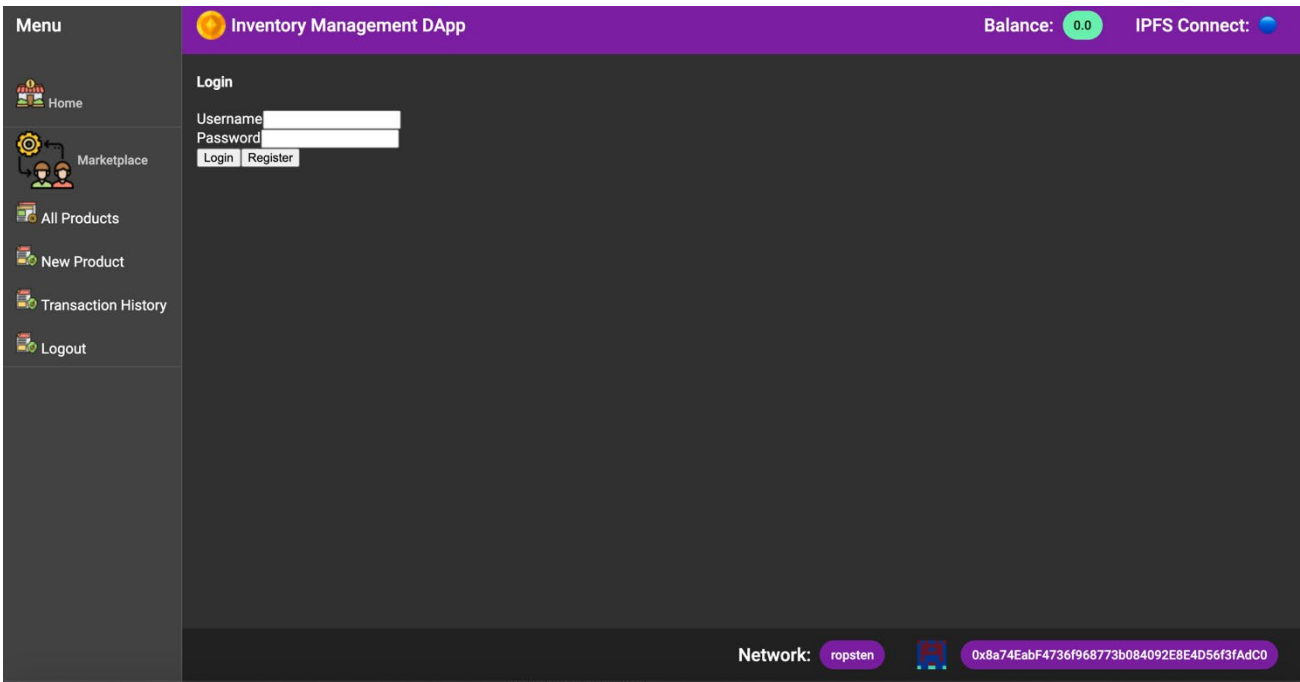 Menu
Inventory Management DApp
Balance: 0.0
IPFS Connect:
Home
Marketplace
All Products
New Product
Transaction History
Logout
Login
Username
Password
Login Register
Network: ropsten
0x8a74EabF4736f968773b084092E8E4D56f3fAdC0